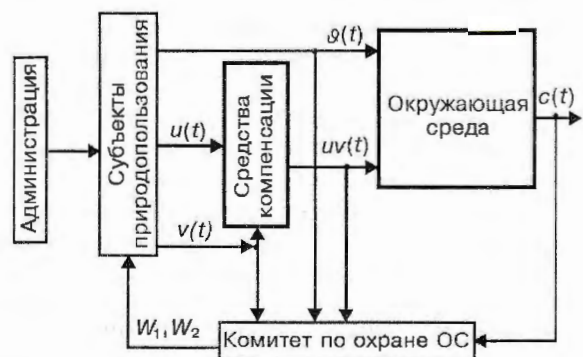 Администрация
Субъекты
природопользования
ϑ(t)
u(t)
v(t)
Средства
компенсации
uv(t)
Окружающая
среда
c(t)
W₁, W₂
Комитет по охране ОС